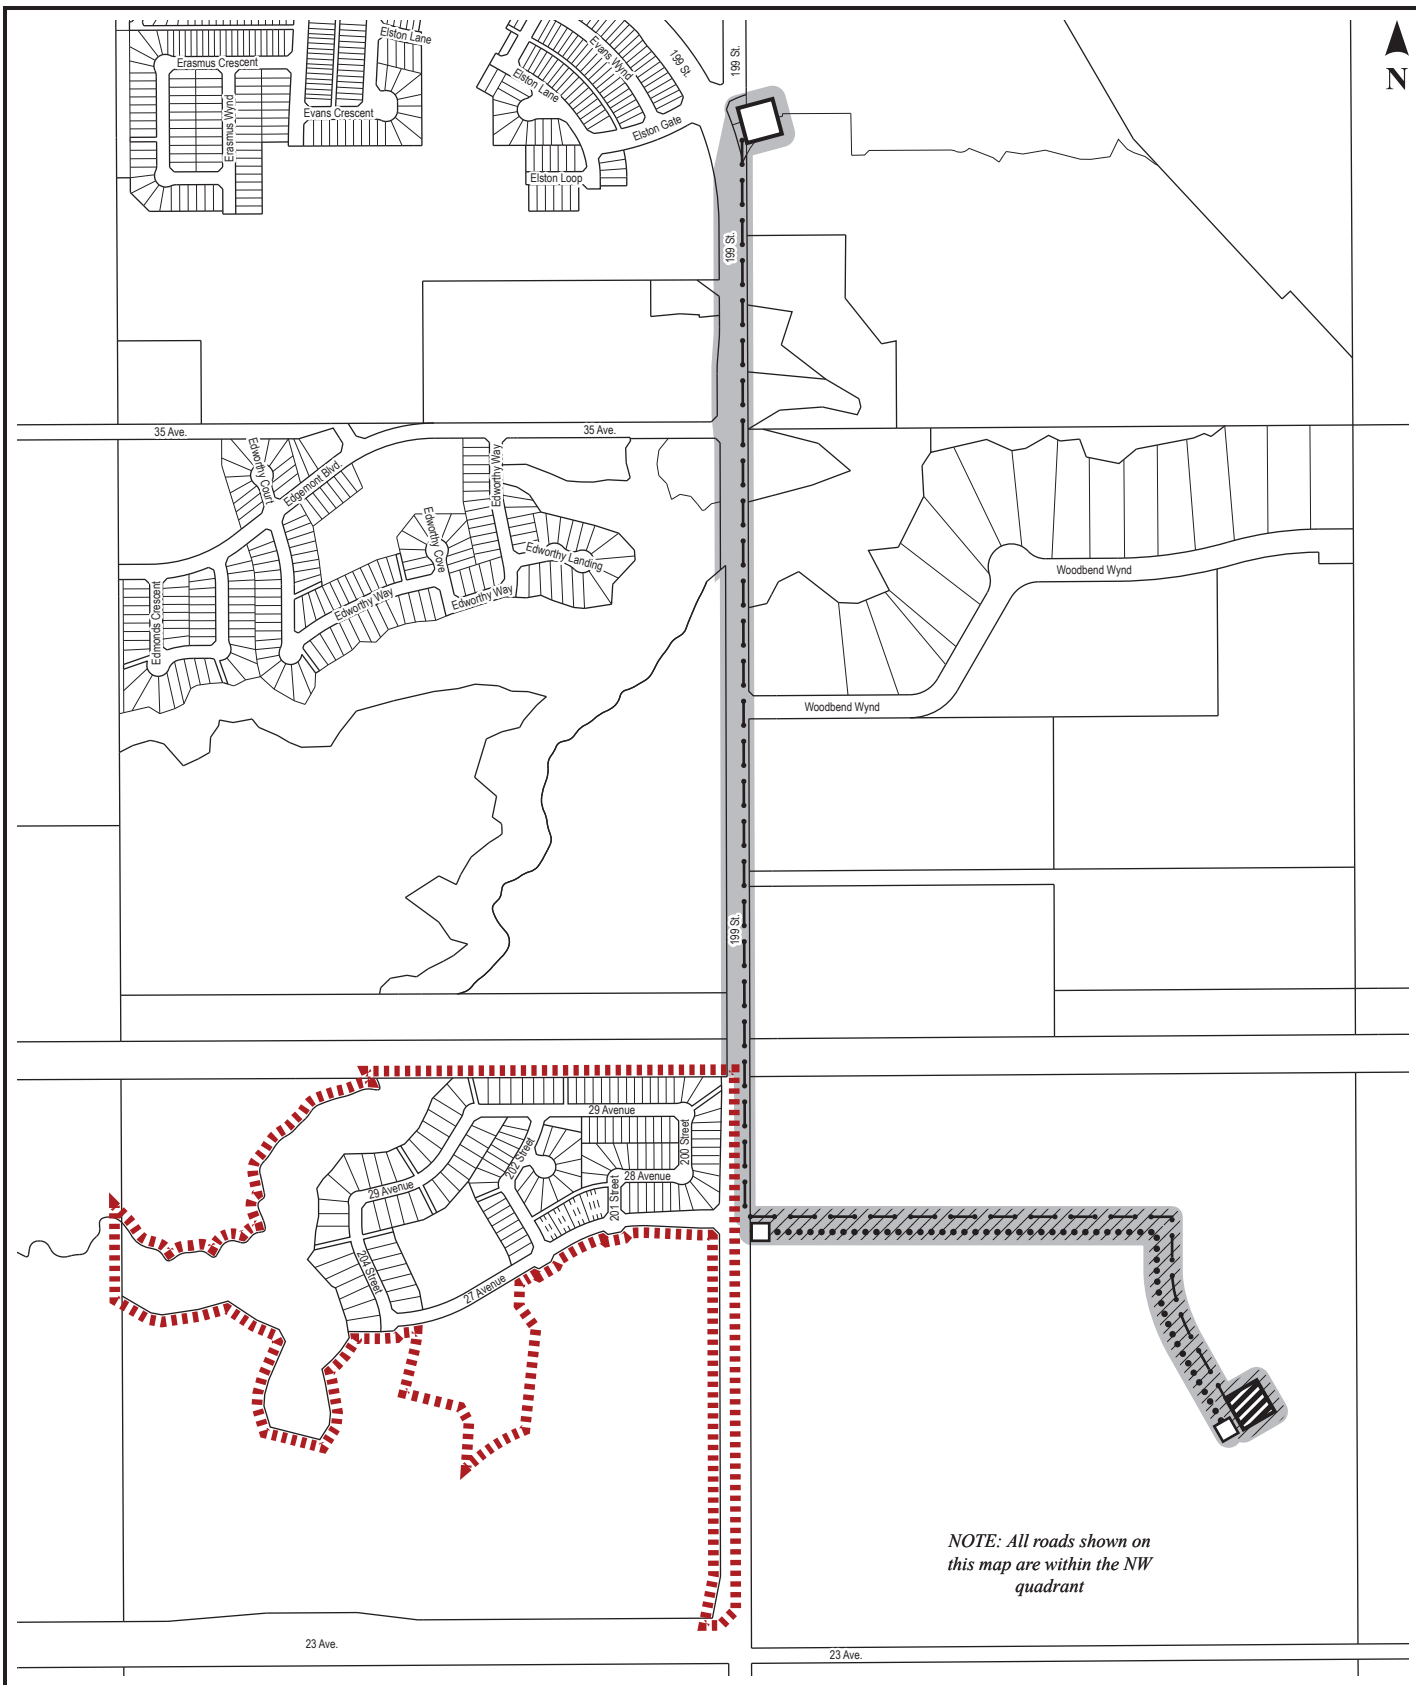 Elston Lane
Erasmus Crescent
Erasmus Wynd
Evans Crescent
Evans Wynd
Elston Lane
199 St.
199 St.
N
Elston Gate
Elston Loop
199 St.
35 Ave.
35 Ave.
Edworthy Court
Edgemont Blvd.
Edworthy Way
Edworthy Cove
Edworthy Landing
Edmonds Crescent
Edworthy Way
Edworthy Way
Woodbend Wynd
Woodbend Wynd
199 St.
29 Avenue
200 Street
202 Street
28 Avenue
29 Avenue
201 Street
204 Street
27 Avenue
NOTE: All roads shown on
this map are within the NW
quadrant
23 Ave.
23 Ave.